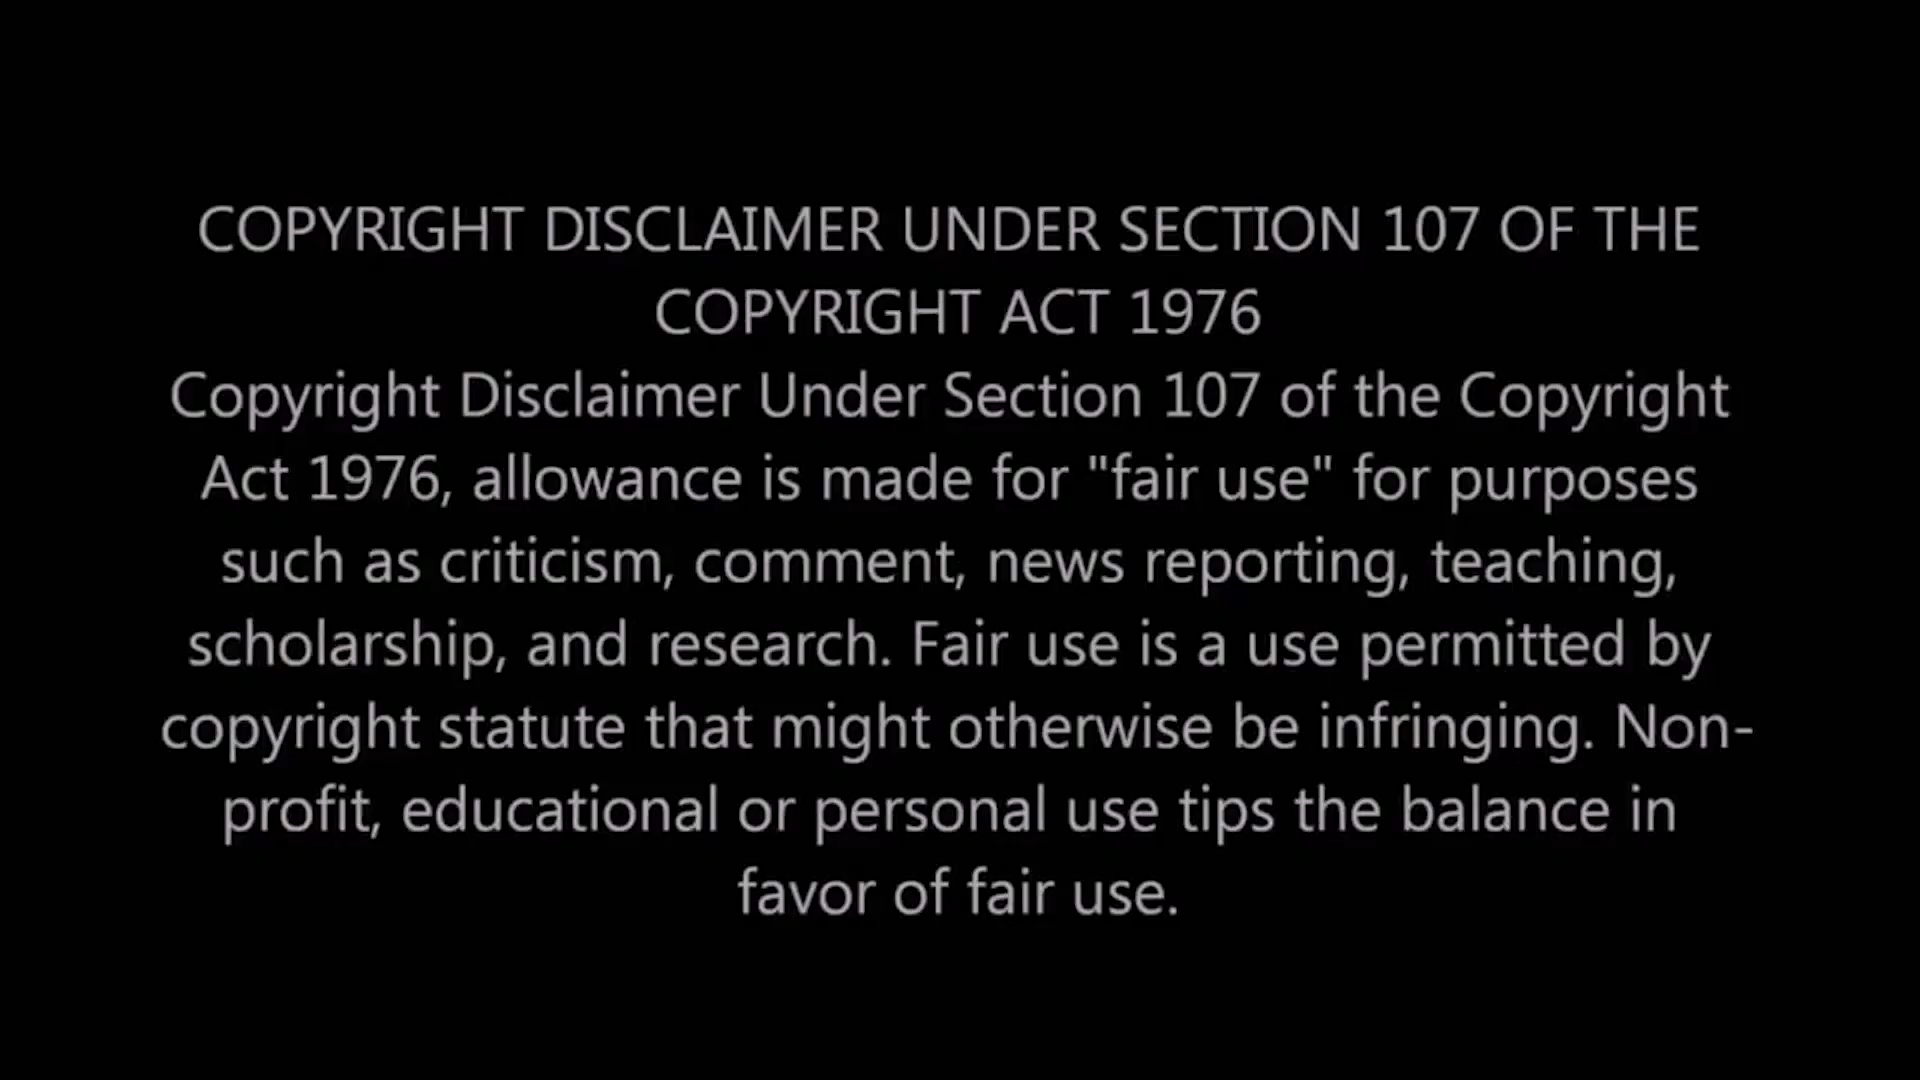 COPYRIGHT DISCLAIMER UNDER SECTION 107 OF THE
COPYRIGHT ACT 1976
Copyright Disclaimer Under Section 107 of the Copyright
Act 1976, allowance is made for "fair use" for purposes
such as criticism, comment, news reporting, teaching,
scholarship, and research. Fair use is a use permitted by
copyright statute that might otherwise be infringing. Non-
profit, educational or personal use tips the balance in
favor of fair use.